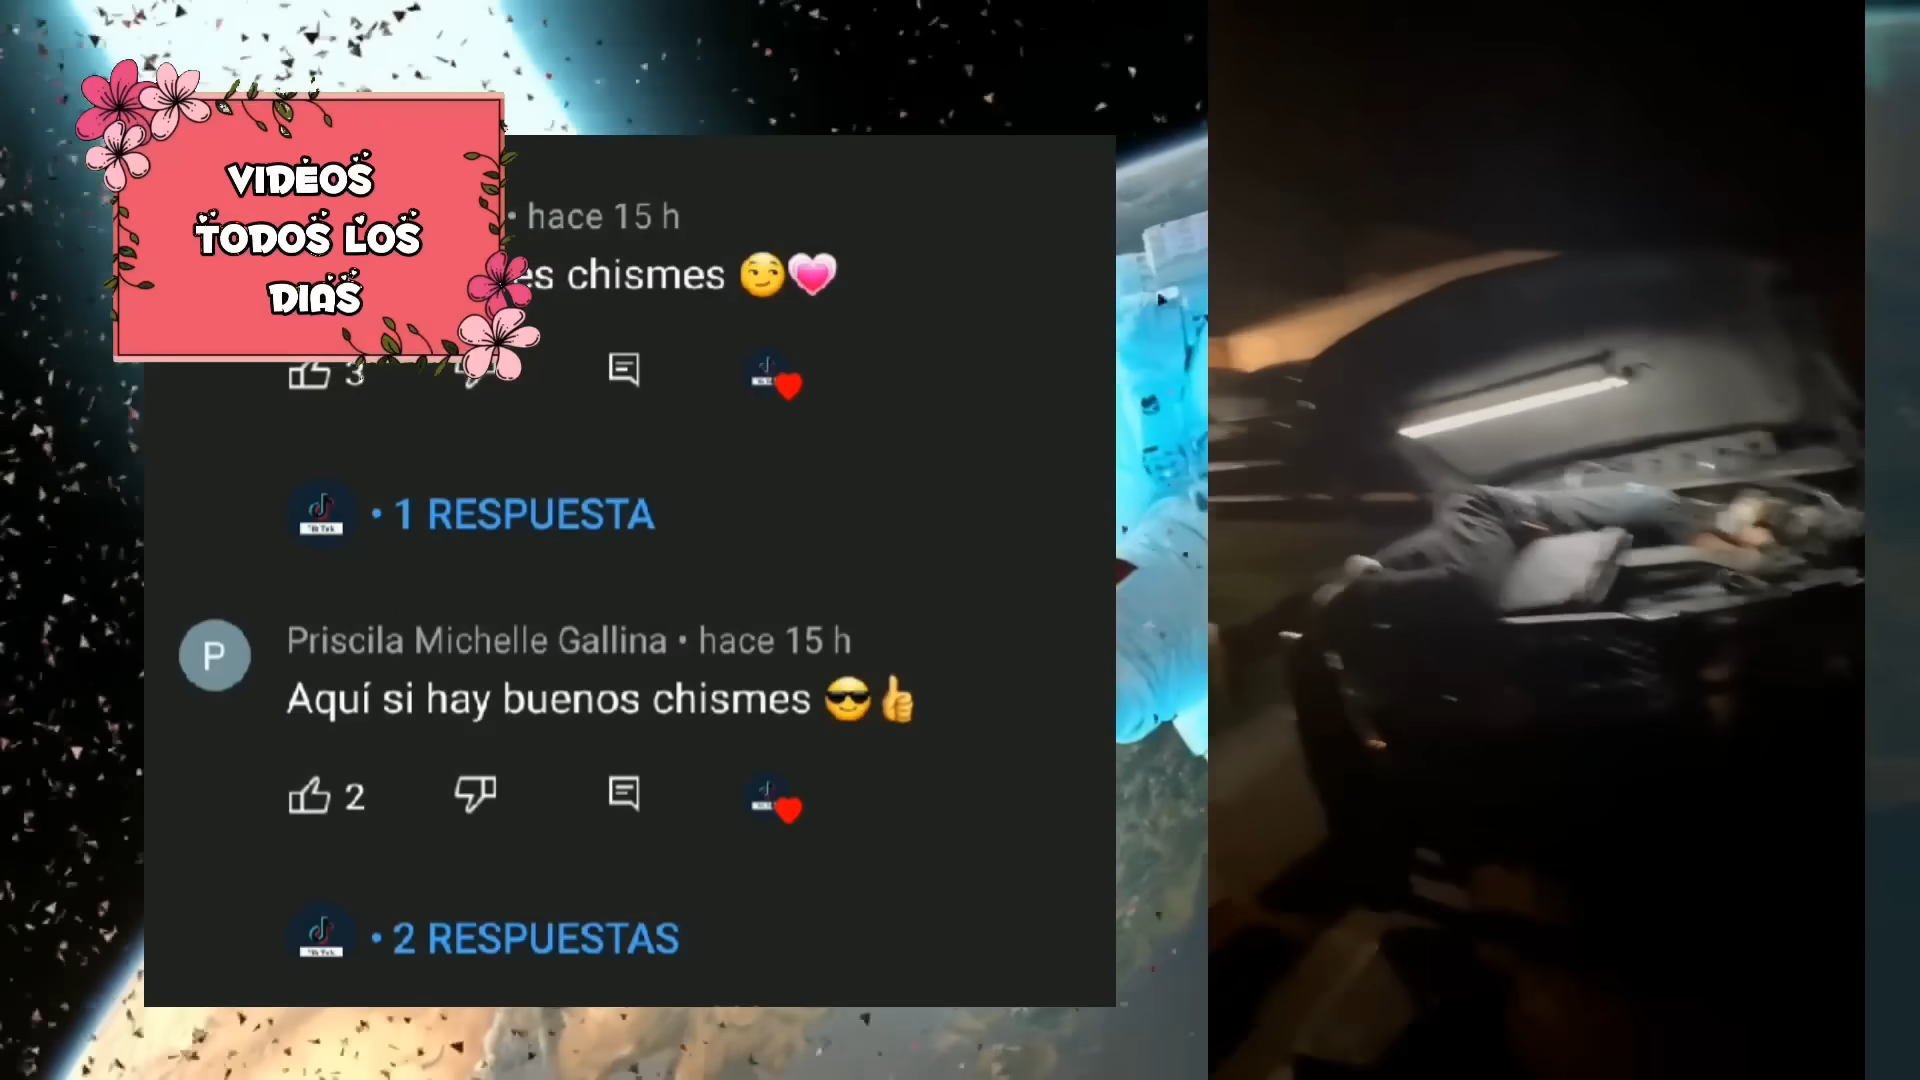 VIDEOS
TODOS LOS
DIAS
• hace 15 h
es chismes 😏💗
3
• 1 RESPUESTA
P
Priscila Michelle Gallina • hace 15 h
Aquí si hay buenos chismes 😎👍
2
• 2 RESPUESTAS